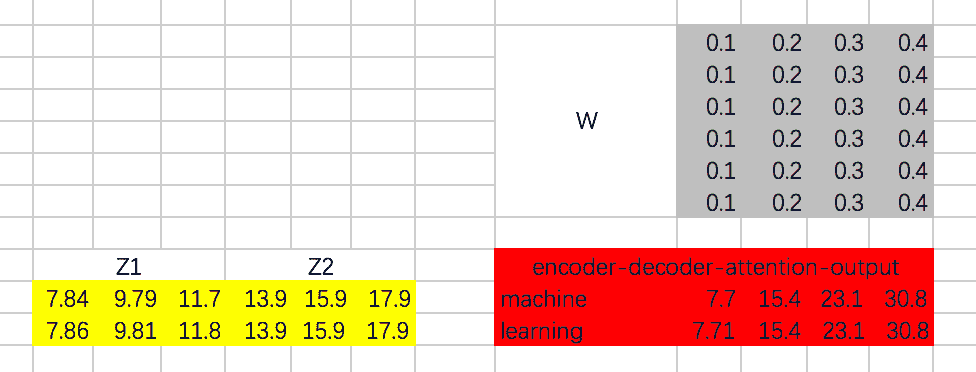 0.1 0.2 0.3 0.4
0.1 0.2 0.3 0.4
0.1 0.2 0.3 0.4
W
0.1 0.2 0.3 0.4
0.1 0.2 0.3 0.4
0.1 0.2 0.3 0.4
Z1 Z2 encoder-decoder-attention-output
7.84 9.79 11.7 13.9 15.9 17.9 machine 7.7 15.4 23.1 30.8
7.86 9.81 11.8 13.9 15.9 17.9 learning 7.71 15.4 23.1 30.8